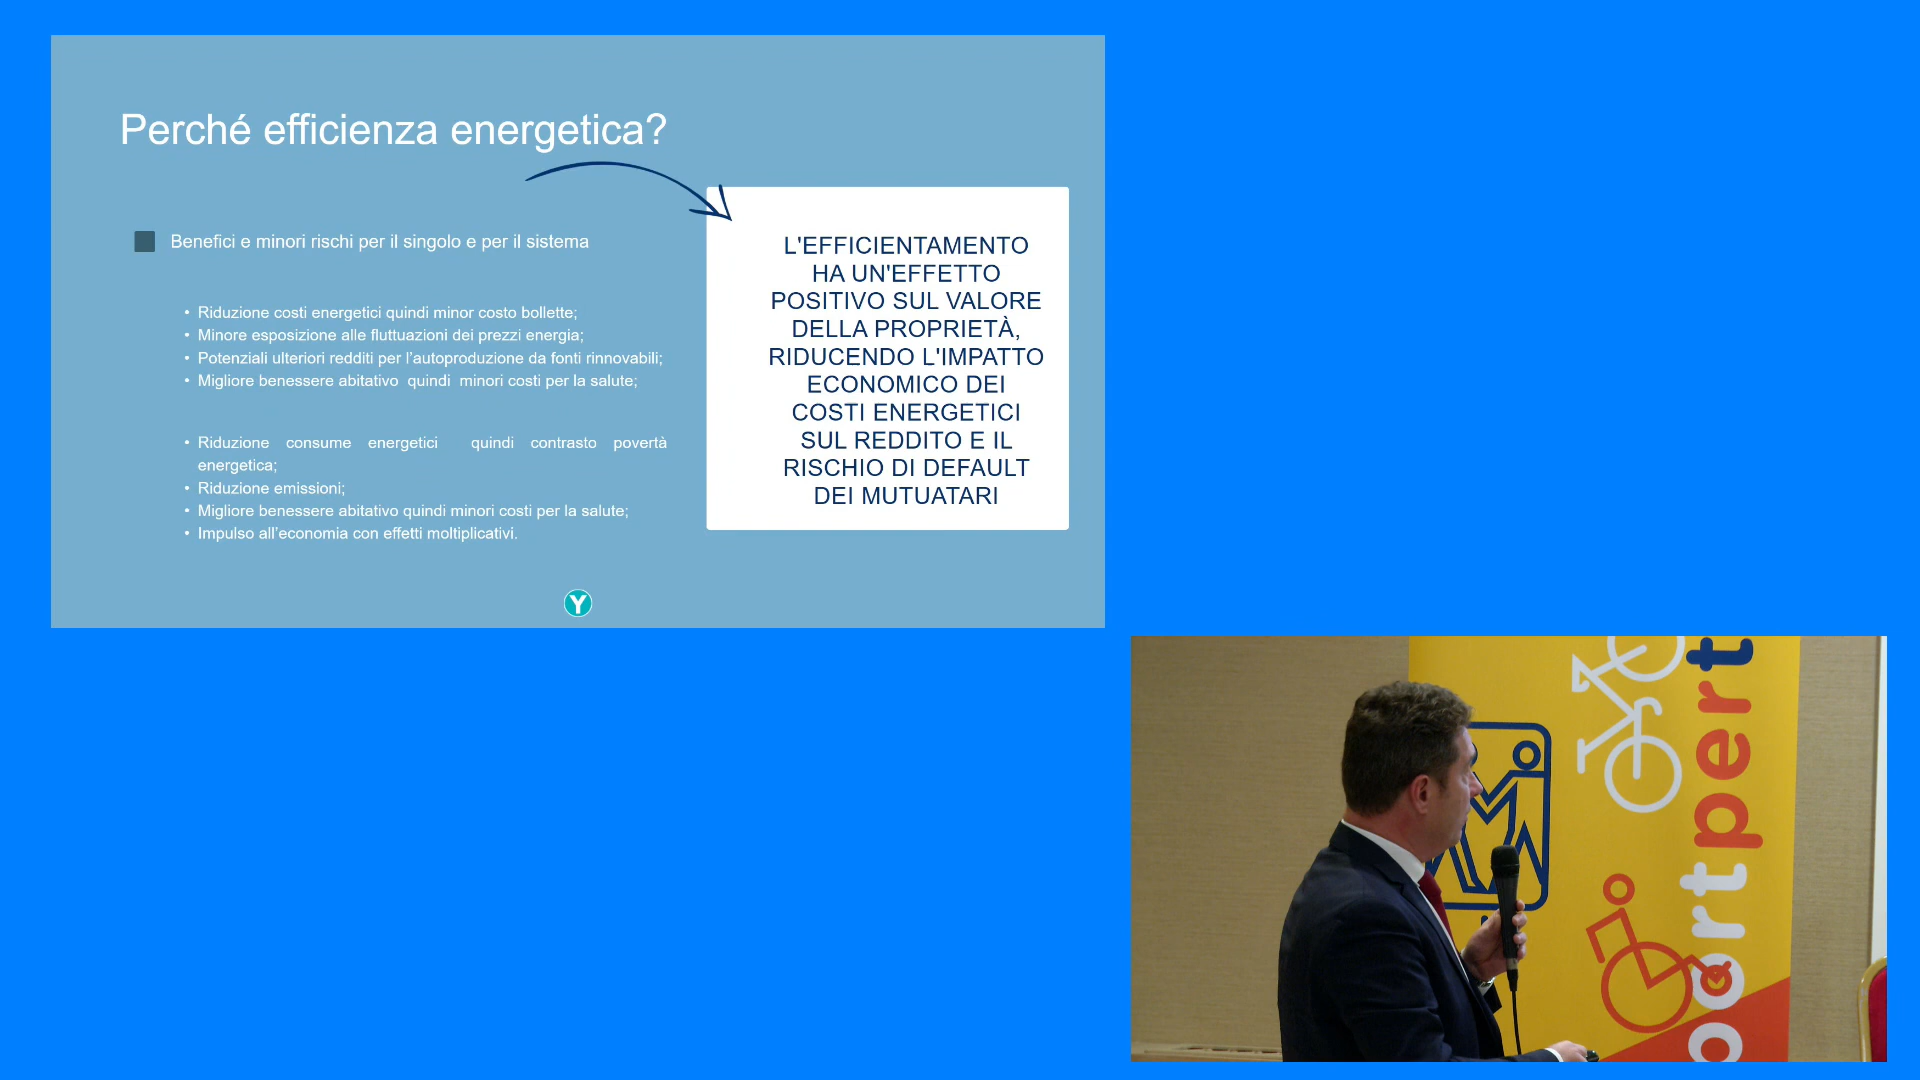 Perché efficienza energetica?
Benefici e minori rischi per il singolo e per il sistema
• Riduzione costi energetici quindi minor costo bollette;
• Minore esposizione alle fluttuazioni dei prezzi energia;
• Potenziali ulteriori redditi per l’autoproduzione da fonti rinnovabili;
• Migliore benessere abitativo quindi minori costi per la salute;
• Riduzione consume energetici quindi contrasto povertà
energetica;
• Riduzione emissioni;
• Migliore benessere abitativo quindi minori costi per la salute;
• Impulso all’economia con effetti moltiplicativi.
L'EFFICIENTAMENTO
HA UN'EFFETTO
POSITIVO SUL VALORE
DELLA PROPRIETÀ,
RIDUCENDO L'IMPATTO
ECONOMICO DEI
COSTI ENERGETICI
SUL REDDITO E IL
RISCHIO DI DEFAULT
DEI MUTUATARI
Y
portpert